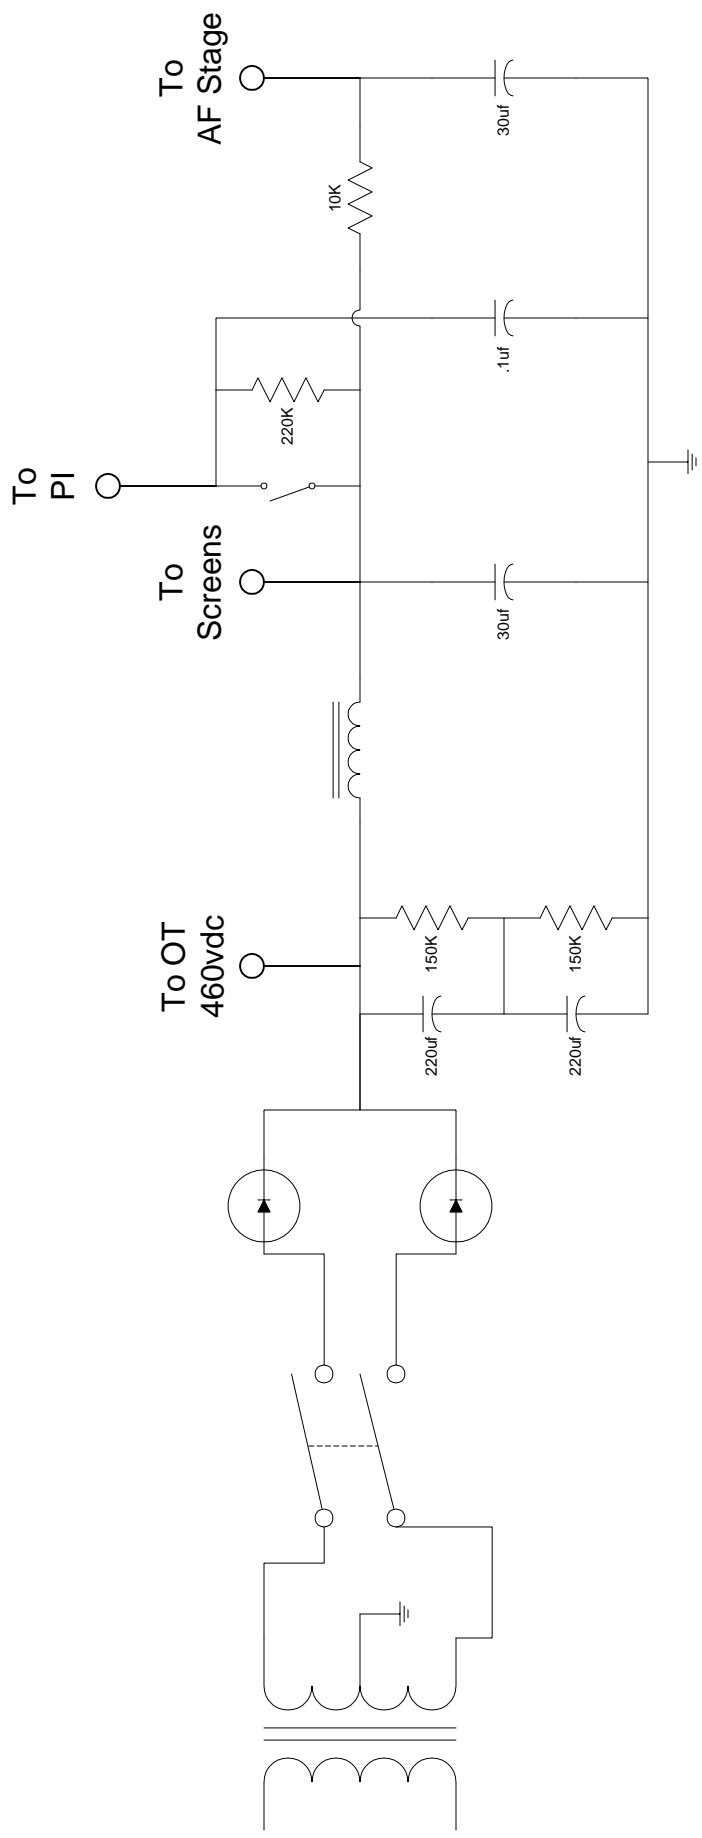 To
AF Stage
30uf
10K
.1uf
220K
To
PI
To
Screens
30uf
To OT
460vdc
150K
150K
220uf
220uf